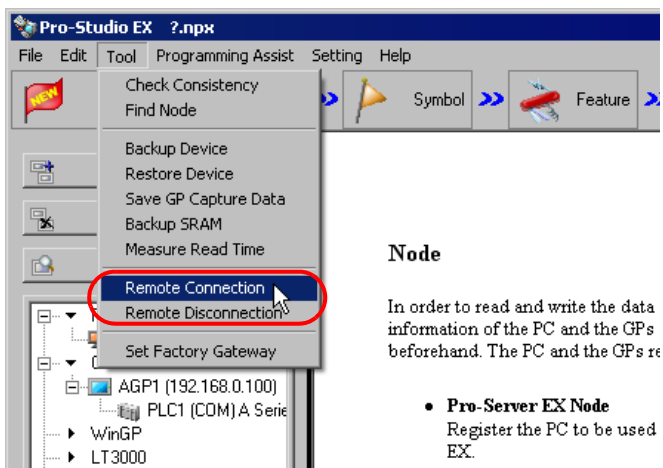 Pro-Studio EX ?.npx
File Edit Tool Programming Assist Setting Help
NEW
Symbol
Feature
Check Consistency
Find Node
Backup Device
Restore Device
Save GP Capture Data
Backup SRAM
Measure Read Time
Remote Connection
Remote Disconnection
Set Factory Gateway
AGP1 (192.168.0.100)
PLC1 (COM) A Serie
WinGP
LT3000
Node
In order to read and write the data
information of the PC and the GPs
beforehand. The PC and the GPs re
• Pro-Server EX Node
Register the PC to be used
EX.